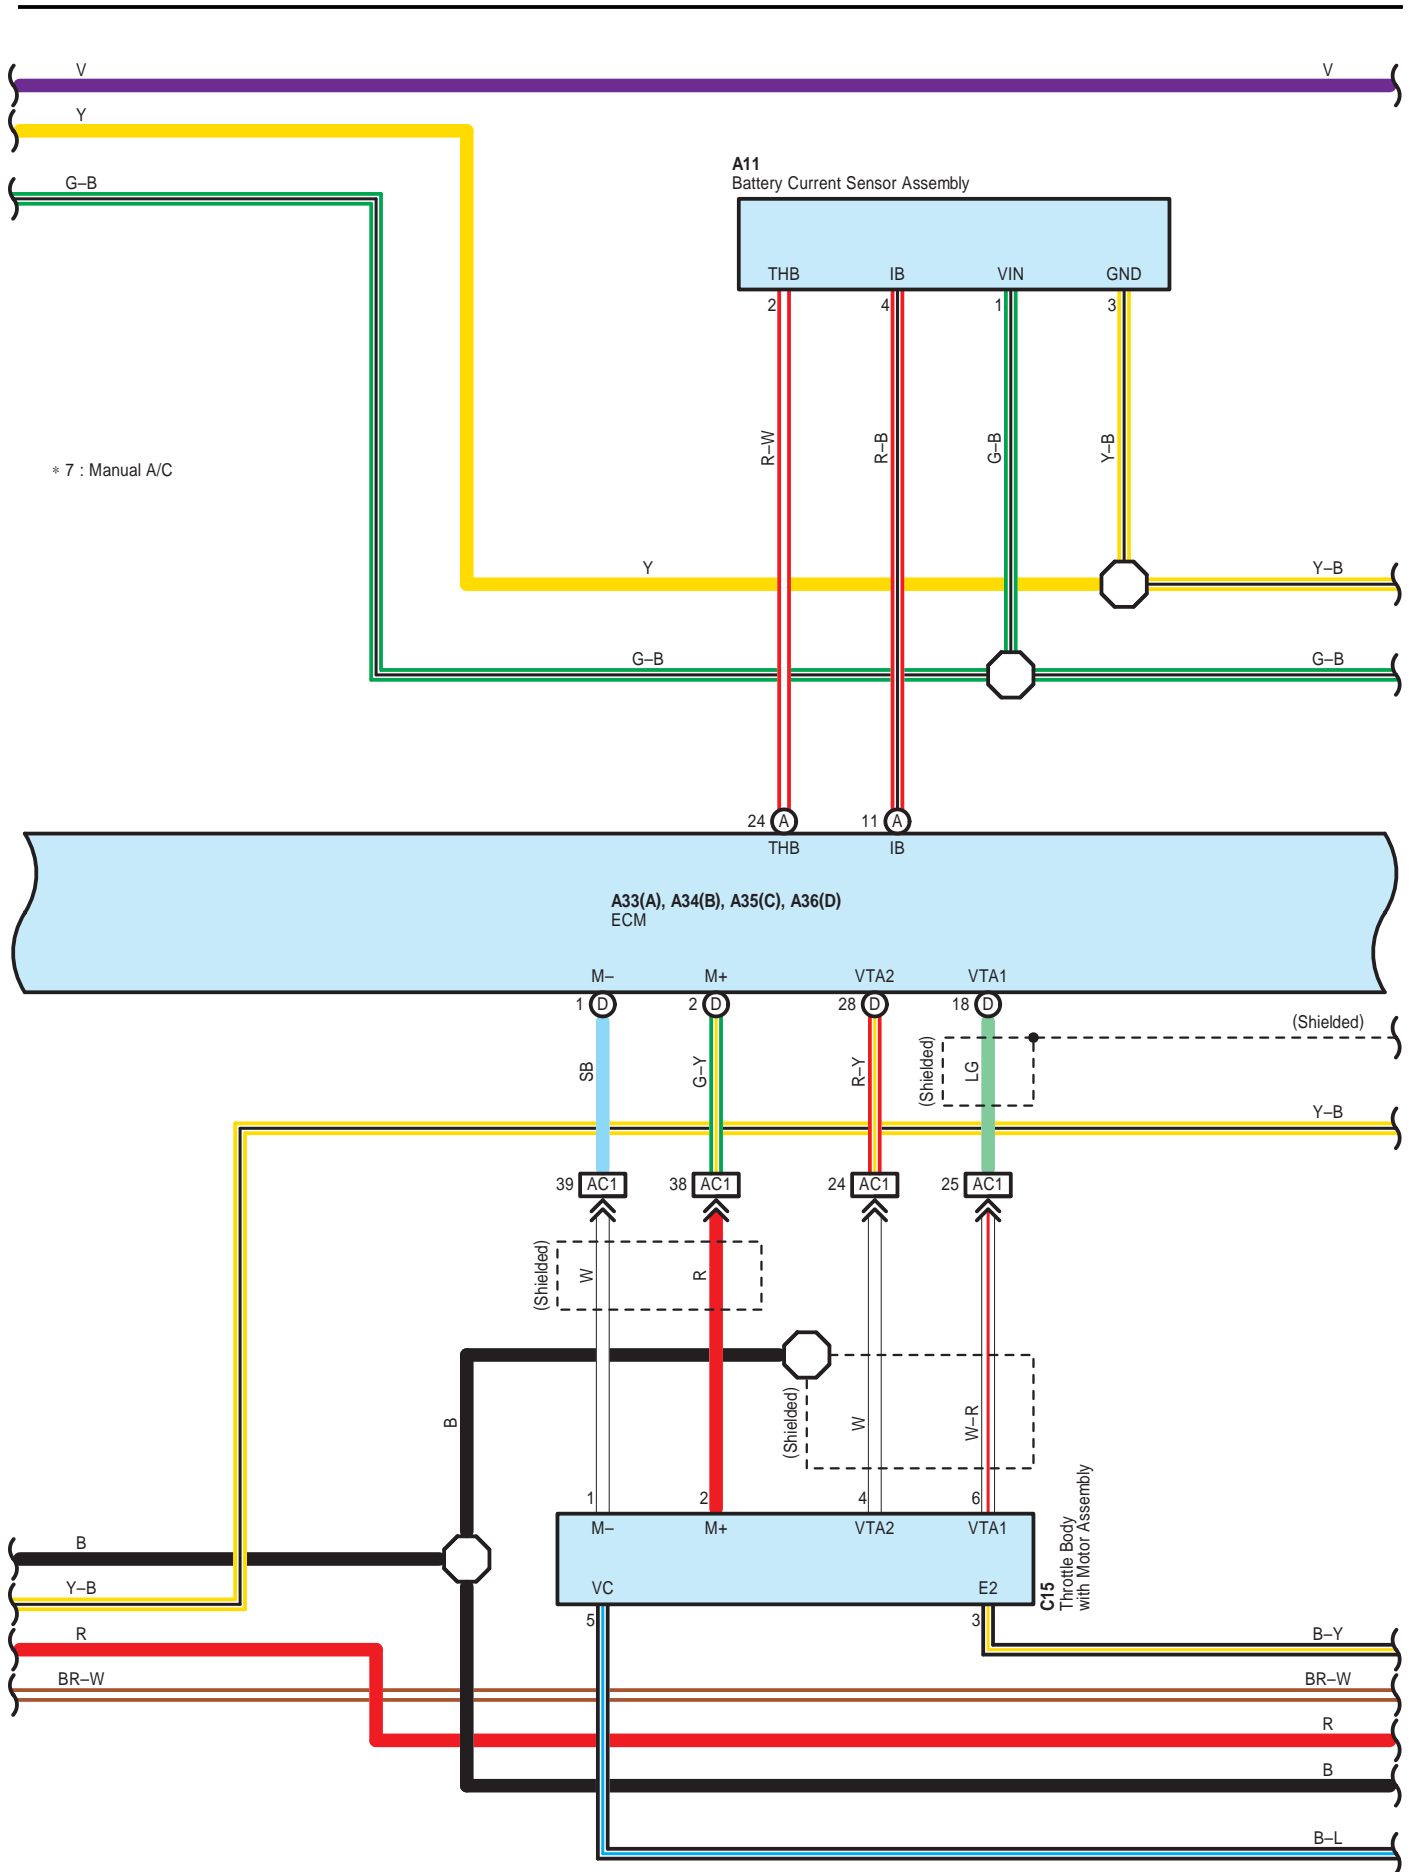 V V
Y
G–B
A11
Battery Current Sensor Assembly
THB IB VIN GND
2 4 1 3
R–W R–B G–B Y–B
∗ 7 : Manual A/C
Y Y–B
G–B G–B
24 A 11 A
THB IB
A33(A), A34(B), A35(C), A36(D)
ECM
M– M+ VTA2 VTA1
1 D 2 D 28 D 18 D
(Shielded)
SB G–Y R–Y (Shielded) LG
Y–B
39 AC1 38 AC1 24 AC1 25 AC1
(Shielded) W R
B (Shielded) W W–R
1 2 4 6
M– M+ VTA2 VTA1
C15
Throttle Body
with Motor Assembly
B
Y–B VC E2
5 3
R B–Y
BR–W BR–W
R
B
B–L